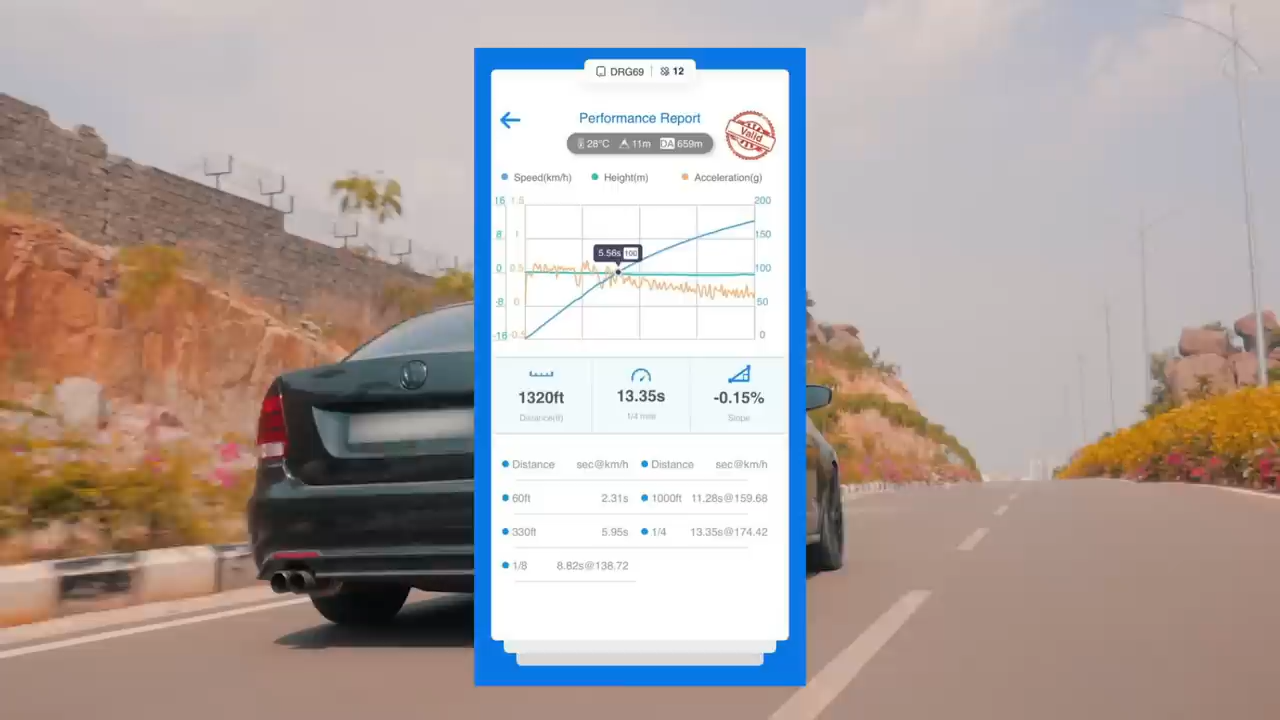 DRG69 12
Performance Report
Valid
28°C 11m DA 659m
Speed(km/h) Height(m) Acceleration(g)
16 1.5 200
8 1 150
5.56s 100
0 0.5 100
-8 0 50
-16 -0.5 0
1320ft 13.35s -0.15%
Distance(ft) 1/4 mile Slope
Distance sec@km/h Distance sec@km/h
60ft 2.31s 1000ft 11.28s@159.68
330ft 5.95s 1/4 13.35s@174.42
1/8 8.82s@138.72